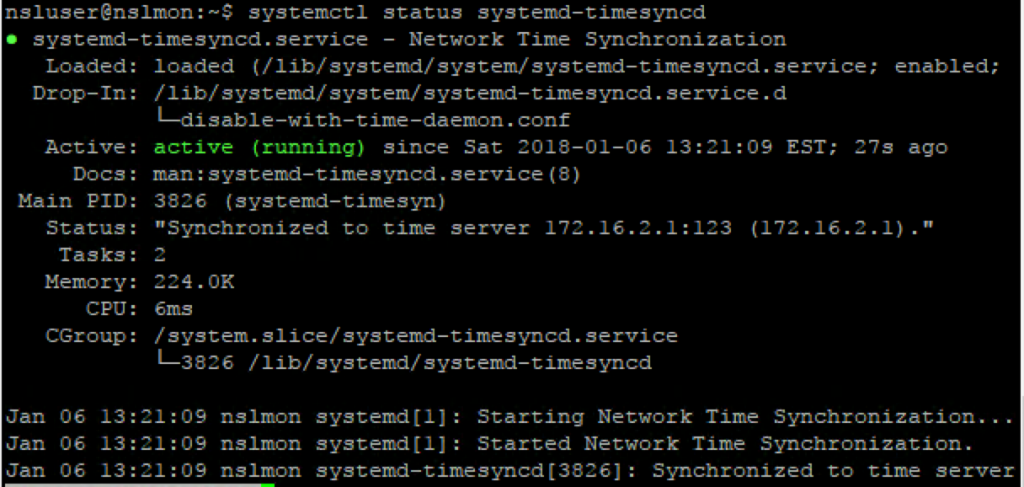 nsluser@nslmon:~$ systemctl status systemd-timesyncd
● systemd-timesyncd.service - Network Time Synchronization
   Loaded: loaded (/lib/systemd/system/systemd-timesyncd.service; enabled;
  Drop-In: /lib/systemd/system/systemd-timesyncd.service.d
           └─disable-with-time-daemon.conf
   Active: active (running) since Sat 2018-01-06 13:21:09 EST; 27s ago
     Docs: man:systemd-timesyncd.service(8)
 Main PID: 3826 (systemd-timesyn)
   Status: "Synchronized to time server 172.16.2.1:123 (172.16.2.1)."
    Tasks: 2
   Memory: 224.0K
      CPU: 6ms
   CGroup: /system.slice/systemd-timesyncd.service
           └─3826 /lib/systemd/systemd-timesyncd

Jan 06 13:21:09 nslmon systemd[1]: Starting Network Time Synchronization...
Jan 06 13:21:09 nslmon systemd[1]: Started Network Time Synchronization.
Jan 06 13:21:09 nslmon systemd-timesyncd[3826]: Synchronized to time server